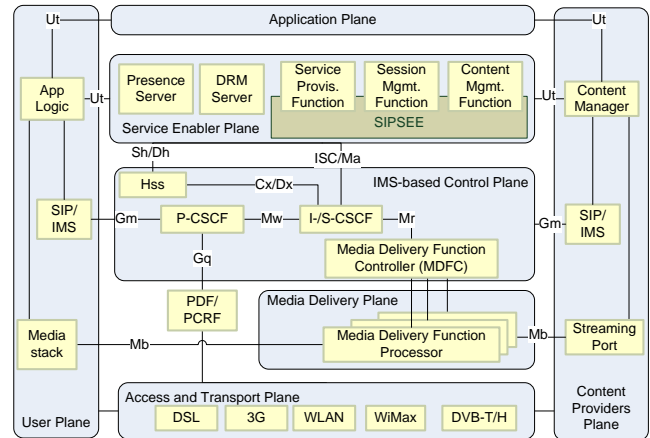 Ut
Application Plane
Ut
App
Logic
Ut
Presence
Server
DRM
Server
Service
Provis.
Function
Session
Mgmt.
Function
Content
Mgmt.
Function
Service Enabler Plane
SIPSEE
Ut
Content
Manager
Sh/Dh
ISC/Ma
Hss
Cx/Dx
IMS-based Control Plane
SIP/
IMS
Gm
P-CSCF
Mw
I-/S-CSCF
Mr
Gm
SIP/
IMS
Gq
Media Delivery Function
Controller (MDFC)
PDF/
PCRF
Media Delivery Plane
Media
stack
Mb
Media Delivery Function
Processor
Mb
Streaming
Port
Access and Transport Plane
DSL
3G
WLAN
WiMax
DVB-T/H
User Plane
Content
Providers
Plane